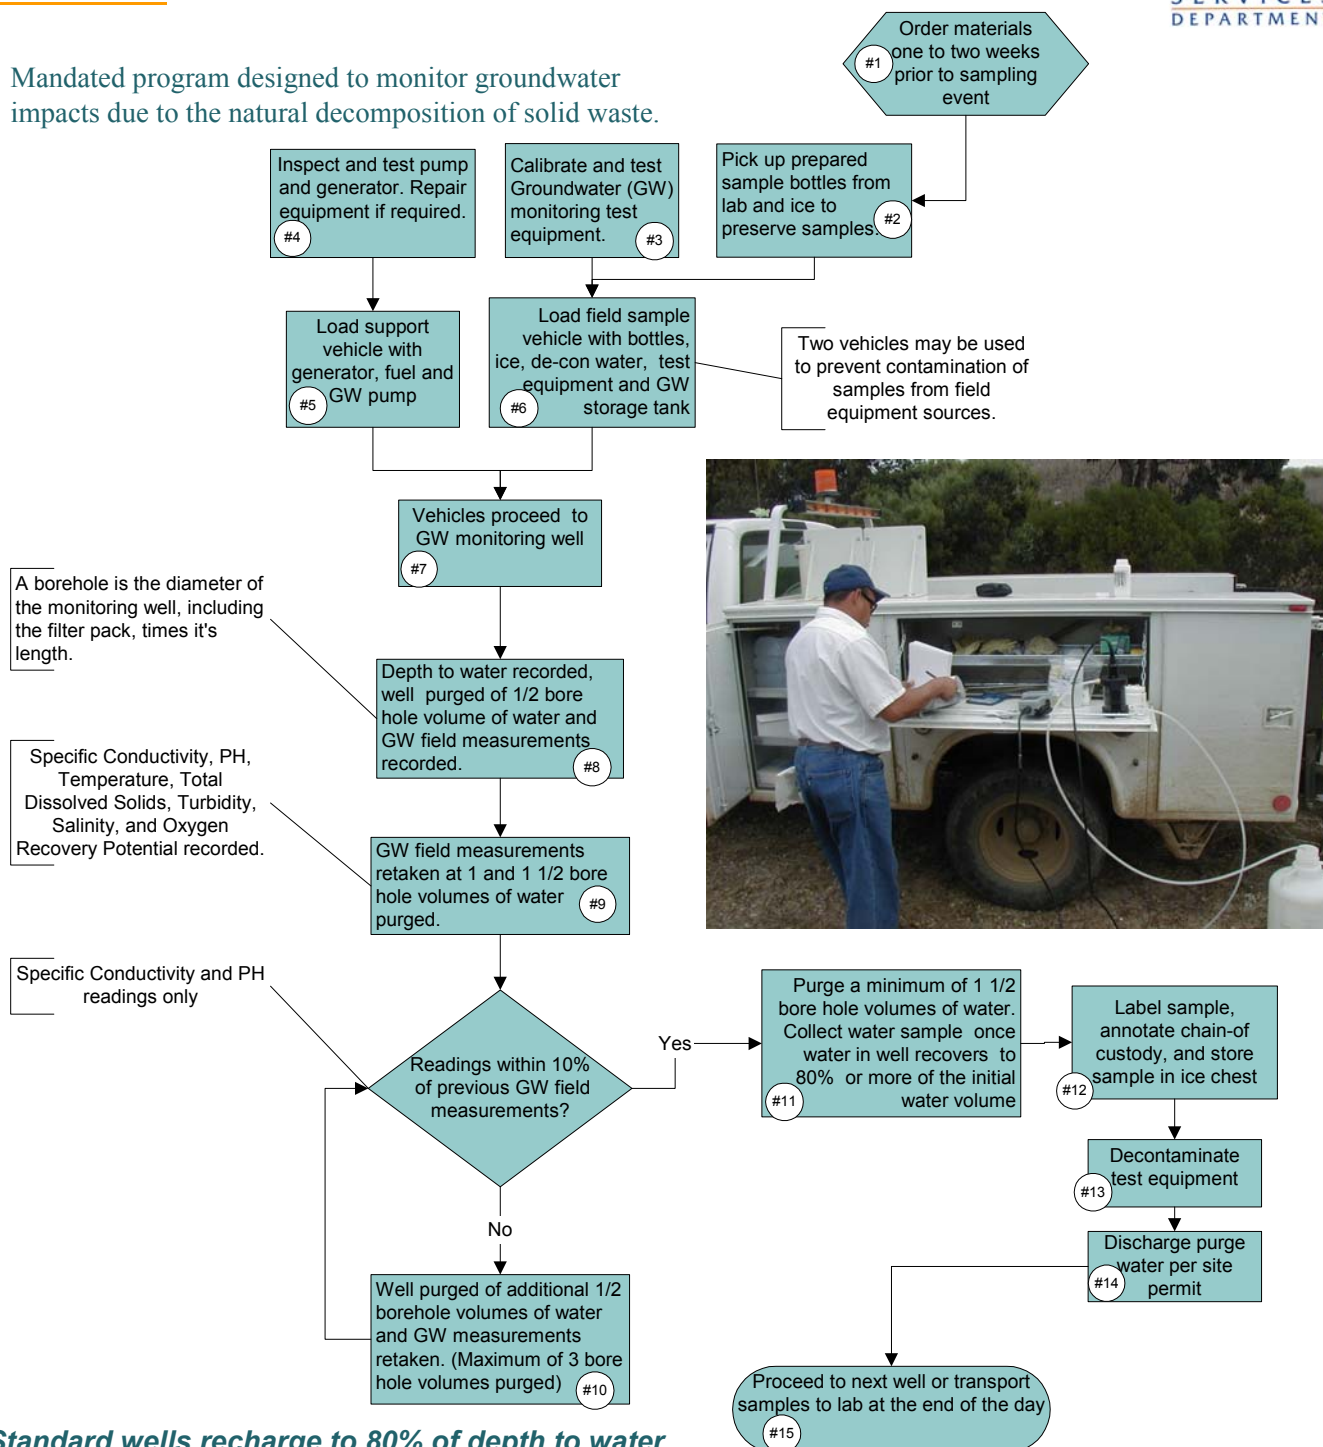 DEPARTMEN
Mandated program designed to monitor groundwater
impacts due to the natural decomposition of solid waste.
Order materials
one to two weeks
prior to sampling
event
#1
Inspect and test pump
and generator. Repair
equipment if required.
#4
Calibrate and test
Groundwater (GW)
monitoring test
equipment.
#3
Pick up prepared
sample bottles from
lab and ice to
preserve samples.
#2
Load support
vehicle with
generator, fuel and
GW pump
#5
Load field sample
vehicle with bottles,
ice, de-con water, test
equipment and GW
storage tank
#6
Two vehicles may be used
to prevent contamination of
samples from field
equipment sources.
Vehicles proceed to
GW monitoring well
#7
A borehole is the diameter of
the monitoring well, including
the filter pack, times it's
length.
Depth to water recorded,
well purged of 1/2 bore
hole volume of water and
GW field measurements
recorded.
#8
Specific Conductivity, PH,
Temperature, Total
Dissolved Solids, Turbidity,
Salinity, and Oxygen
Recovery Potential recorded.
GW field measurements
retaken at 1 and 1 1/2 bore
hole volumes of water
purged.
#9
Specific Conductivity and PH
readings only
Readings within 10%
of previous GW field
measurements?
Yes
No
Purge a minimum of 1 1/2
bore hole volumes of water.
Collect water sample once
water in well recovers to
80% or more of the initial
water volume
#11
Label sample,
annotate chain-of
custody, and store
sample in ice chest
#12
Decontaminate
test equipment
#13
Discharge purge
water per site
permit
#14
Well purged of additional 1/2
borehole volumes of water
and GW measurements
retaken. (Maximum of 3 bore
hole volumes purged)
#10
Proceed to next well or transport
samples to lab at the end of the day
#15
Standard wells recharge to 80% of depth to water